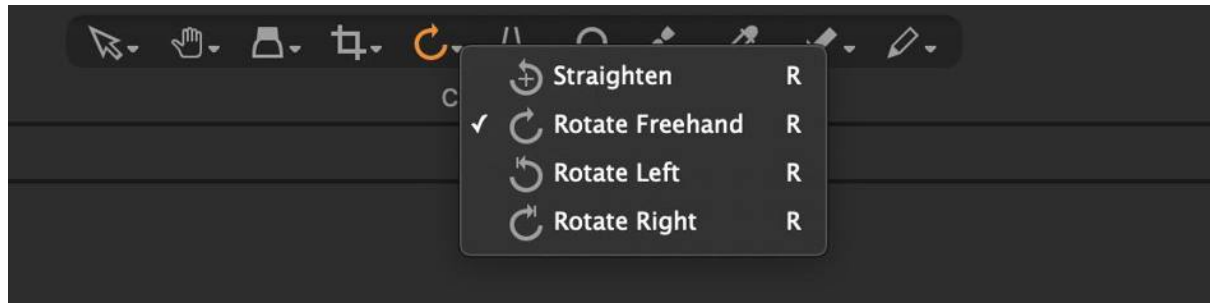 C
Straighten R
✓ Rotate Freehand R
Rotate Left R
Rotate Right R